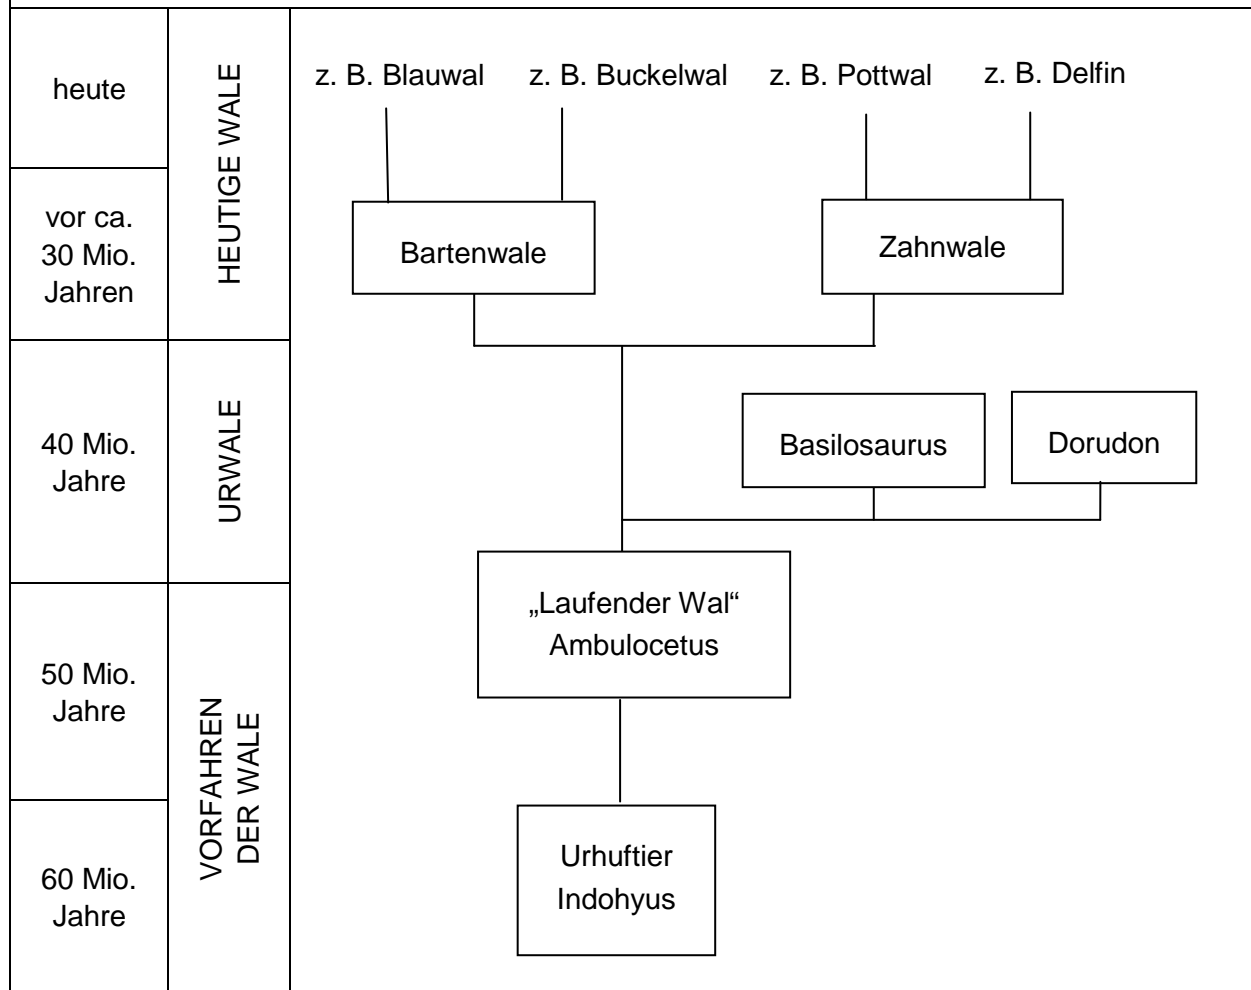 heute
HEUTIGE WALE
z. B. Blauwal
z. B. Buckelwal
z. B. Pottwal
z. B. Delfin
vor ca.
30 Mio.
Jahren
Bartenwale
Zahnwale
40 Mio.
Jahre
URWALE
Basilosaurus
Dorudon
50 Mio.
Jahre
VORFAHREN
DER WALE
„Laufender Wal“
Ambulocetus
60 Mio.
Jahre
Urhuftier
Indohyus